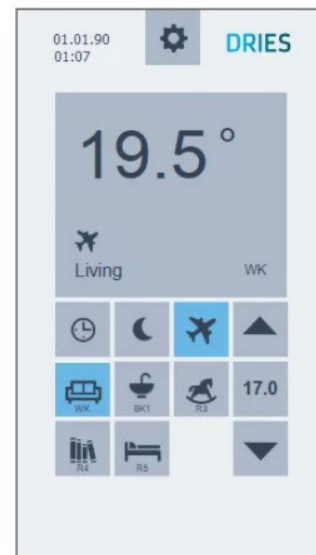 01.01.90
01:07
DRIES
19.5°
Living
WK
17.0
WK
BK1
R3
R4
R5